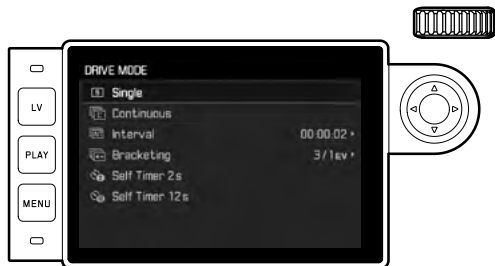 DRIVE MODE
Single
Continuous
Interval 00:00:02
Bracketing 3/1EV
Self Timer 2s
Self Timer 12s
LV
PLAY
MENU